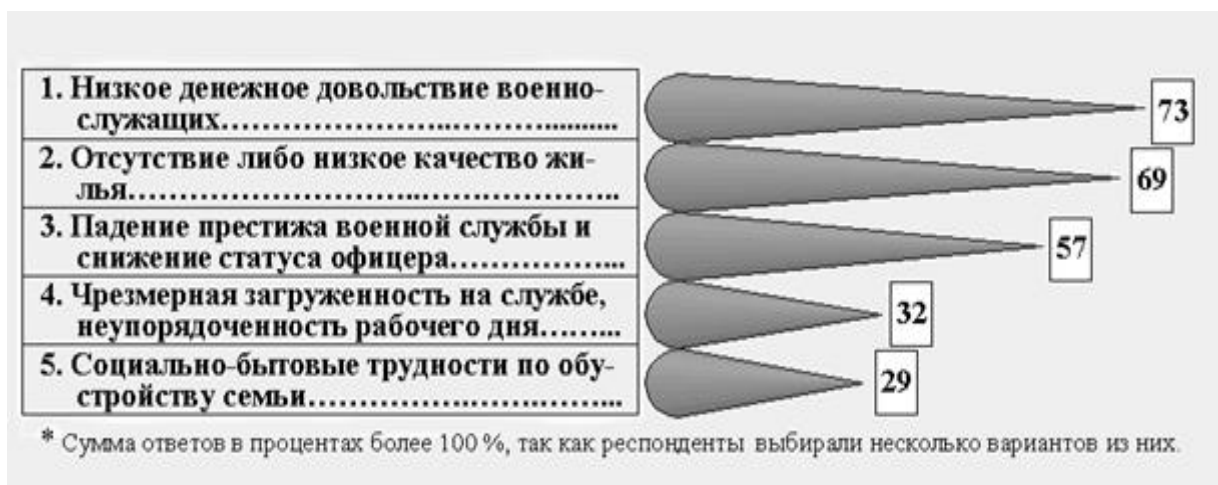 1. Низкое денежное довольствие военно-
служащих…………………..………..........
73
2. Отсутствие либо низкое качество жи-
лья………………………...…….…………..
69
3. Падение престижа военной службы и
снижение статуса офицера……………...
57
4. Чрезмерная загруженность на службе,
неупорядоченность рабочего дня……...
32
5. Социально-бытовые трудности по обу-
стройству семьи…………….…….……...
29
* Сумма ответов в процентах более 100 %, так как респонденты выбирали несколько вариантов из них.